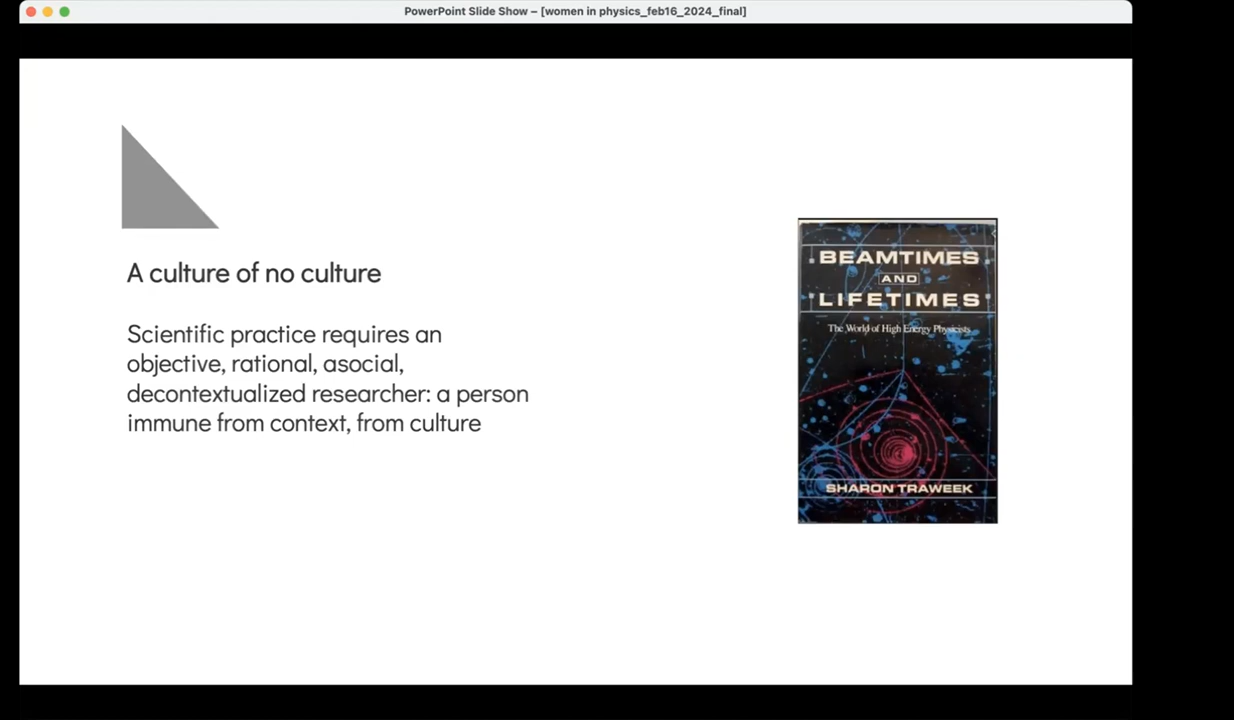 PowerPoint Slide Show – [women in physics_feb16_2024_final]
A culture of no culture
Scientific practice requires an
objective, rational, asocial,
decontextualized researcher: a person
immune from context, from culture
BEAMTIMES
AND
LIFETIMES
The World of High Energy Physicists
SHARON TRAWEEK